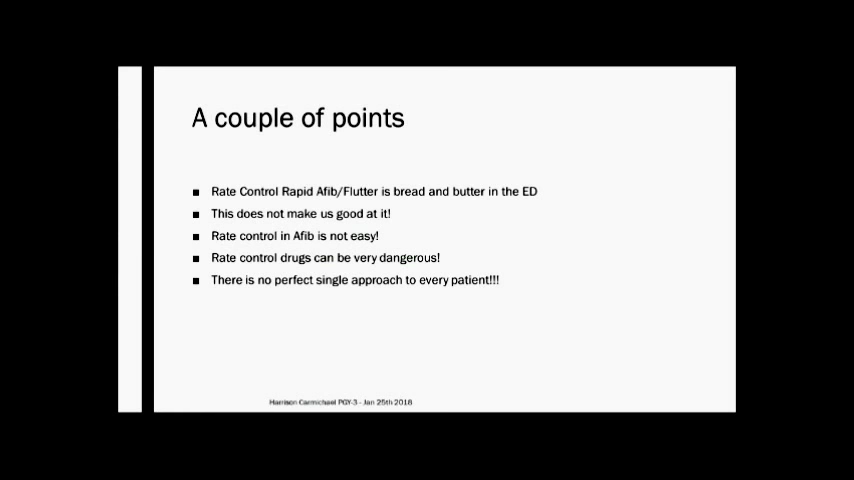 A couple of points
■ Rate Control Rapid Afib/Flutter is bread and butter in the ED
■ This does not make us good at it!
■ Rate control in Afib is not easy!
■ Rate control drugs can be very dangerous!
■ There is no perfect single approach to every patient!!!
Harrison Carmichael PGY-3 - Jan 25th 2018